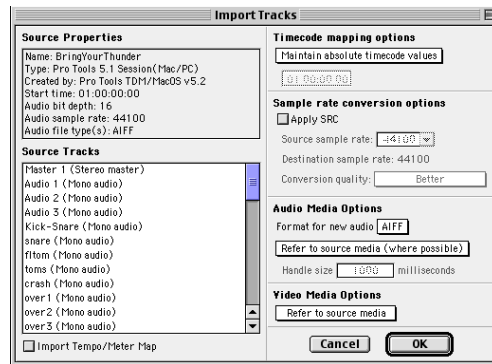 Import Tracks
Source Properties
Name: BringYourThunder
Type: Pro Tools 5.1 Session(Mac/PC)
Created by: Pro Tools TDM/MacOS v5.2
Start time: 01:00:00:00
Audio bit depth: 16
Audio sample rate: 44100
Audio file type(s): AIFF
Source Tracks
Master 1 (Stereo master)
Audio 1 (Mono audio)
Audio 2 (Mono audio)
Audio 3 (Mono audio)
Kick-Snare (Mono audio)
snare (Mono audio)
fltom (Mono audio)
toms (Mono audio)
crash (Mono audio)
over1 (Mono audio)
over2 (Mono audio)
over3 (Mono audio)
Import Tempo/Meter Map
Timecode mapping options
Maintain absolute timecode values
01:00:00:00
Sample rate conversion options
Apply SRC
Source sample rate: 44100
Destination sample rate: 44100
Conversion quality: Better
Audio Media Options
Format for new audio AIFF
Refer to source media (where possible)
Handle size 1000 milliseconds
Video Media Options
Refer to source media
Cancel OK